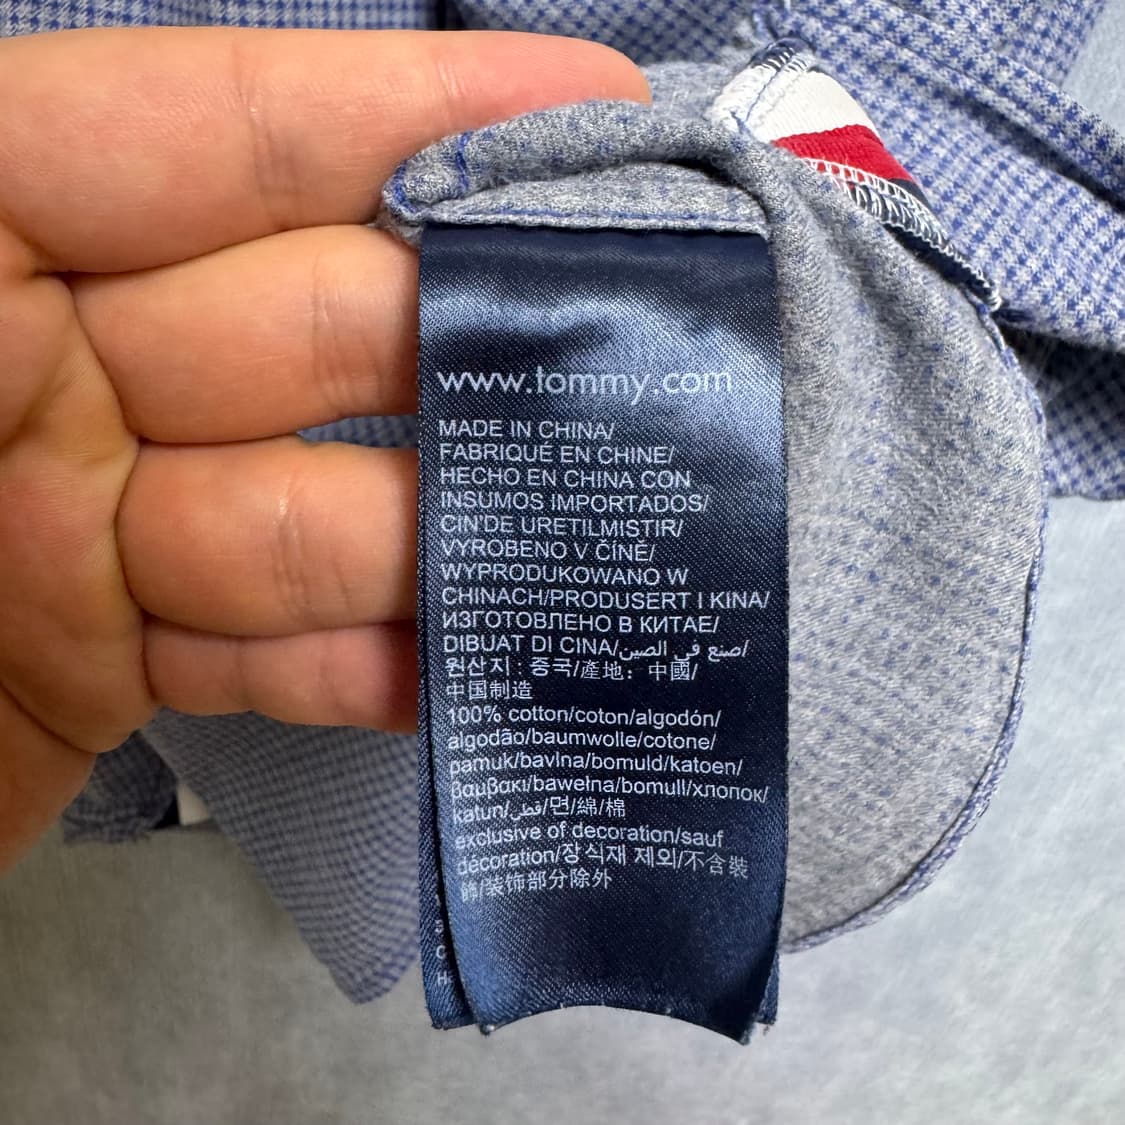 www.tommy.com
MADE IN CHINA/
FABRIQUÉ EN CHINE/
HECHO EN CHINA CON
INSUMOS IMPORTADOS/
CIN'DE URETILMISTIR/
VYROBENO V ČÍNĚ/
WYPRODUKOWANO W
CHINACH/PRODUSERT I KINA/
ИЗГОТОВЛЕНО В КИТАЕ/
DIBUAT DI CINA/صنع في الصين/
원산지 : 중국/產地：中國/
中国制造
100% cotton/coton/algodón/
algodão/baumwolle/cotone/
pamuk/bavlna/bomuld/katoen/
βαμβακι/bawełna/bomull/хлопок/
katun/قطن/면/綿/棉
exclusive of decoration/sauf
décoration/장식재 제외/不含裝
飾/装饰部分除外